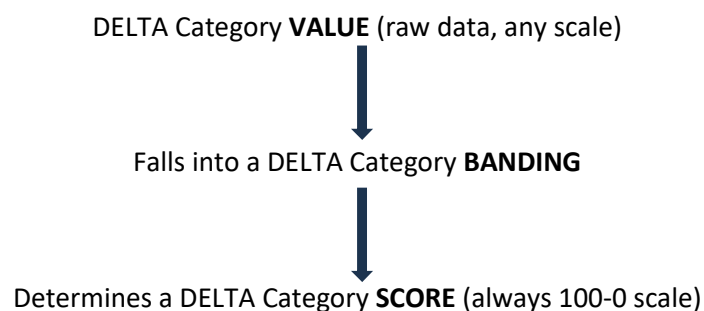 DELTA Category VALUE (raw data, any scale)
Falls into a DELTA Category BANDING
Determines a DELTA Category SCORE (always 100-0 scale)